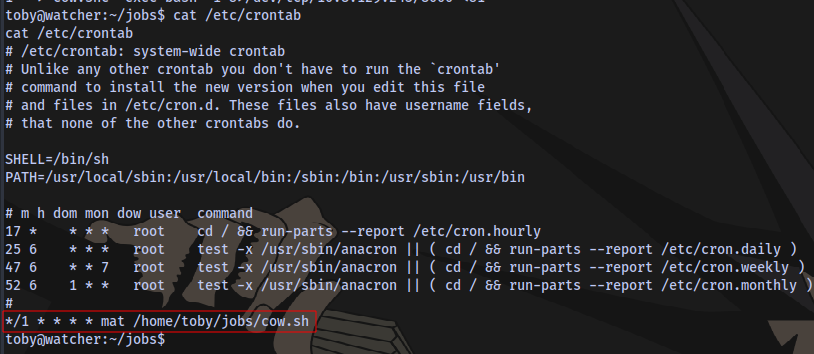 toby@watcher:~/jobs$ cat /etc/crontab
cat /etc/crontab
# /etc/crontab: system-wide crontab
# Unlike any other crontab you don't have to run the `crontab'
# command to install the new version when you edit this file
# and files in /etc/cron.d. These files also have username fields,
# that none of the other crontabs do.

SHELL=/bin/sh
PATH=/usr/local/sbin:/usr/local/bin:/sbin:/bin:/usr/sbin:/usr/bin

# m h dom mon dow user  command
17 *    * * *   root    cd / && run-parts --report /etc/cron.hourly
25 6    * * *   root    test -x /usr/sbin/anacron || ( cd / && run-parts --report /etc/cron.daily )
47 6    * * 7   root    test -x /usr/sbin/anacron || ( cd / && run-parts --report /etc/cron.weekly )
52 6    1 * *   root    test -x /usr/sbin/anacron || ( cd / && run-parts --report /etc/cron.monthly )
#
*/1 * * * * mat /home/toby/jobs/cow.sh
toby@watcher:~/jobs$